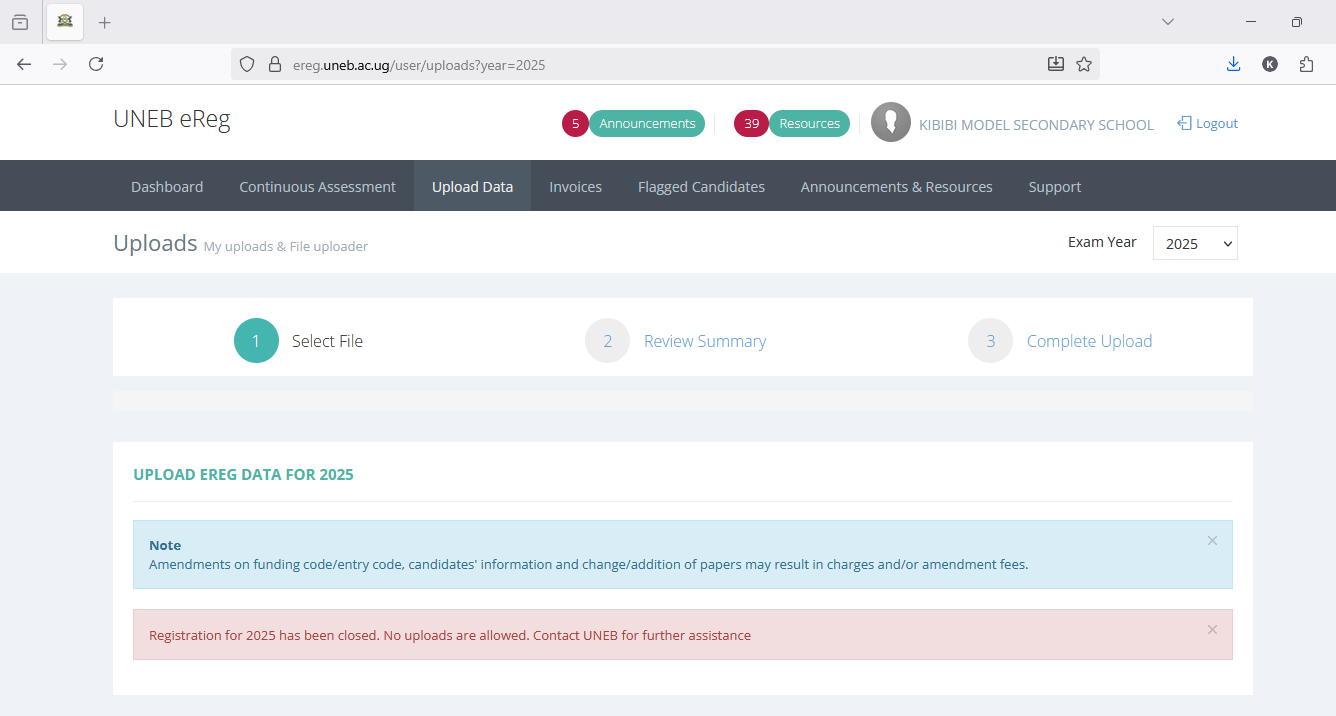 ereg.uneb.ac.ug/user/uploads?year=2025
K
UNEB eReg
5 Announcements
39 Resources
KIBIBI MODEL SECONDARY SCHOOL
Logout
Dashboard
Continuous Assessment
Upload Data
Invoices
Flagged Candidates
Announcements & Resources
Support
Uploads My uploads & File uploader
Exam Year 2025
1 Select File
2 Review Summary
3 Complete Upload
UPLOAD EREG DATA FOR 2025
Note
Amendments on funding code/entry code, candidates' information and change/addition of papers may result in charges and/or amendment fees.
Registration for 2025 has been closed. No uploads are allowed. Contact UNEB for further assistance